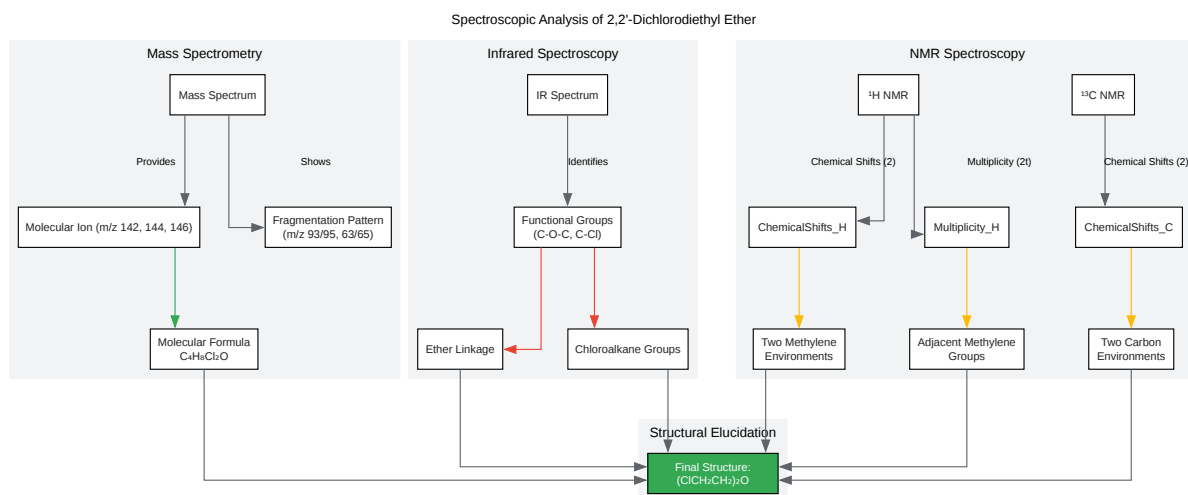 Spectroscopic Analysis of 2,2'-Dichlorodiethyl Ether
Mass Spectrometry
Infrared Spectroscopy
NMR Spectroscopy
Mass Spectrum
IR Spectrum
¹H NMR
¹³C NMR
Provides
Shows
Identifies
Chemical Shifts (2)
Multiplicity (2t)
Chemical Shifts (2)
Molecular Ion (m/z 142, 144, 146)
Fragmentation Pattern
(m/z 93/95, 63/65)
Functional Groups
(C-O-C, C-Cl)
ChemicalShifts_H
Multiplicity_H
ChemicalShifts_C
Molecular Formula
C₄H₈Cl₂O
Ether Linkage
Chloroalkane Groups
Two Methylene
Environments
Adjacent Methylene
Groups
Two Carbon
Environments
Structural Elucidation
Final Structure:
(ClCH₂CH₂)₂O